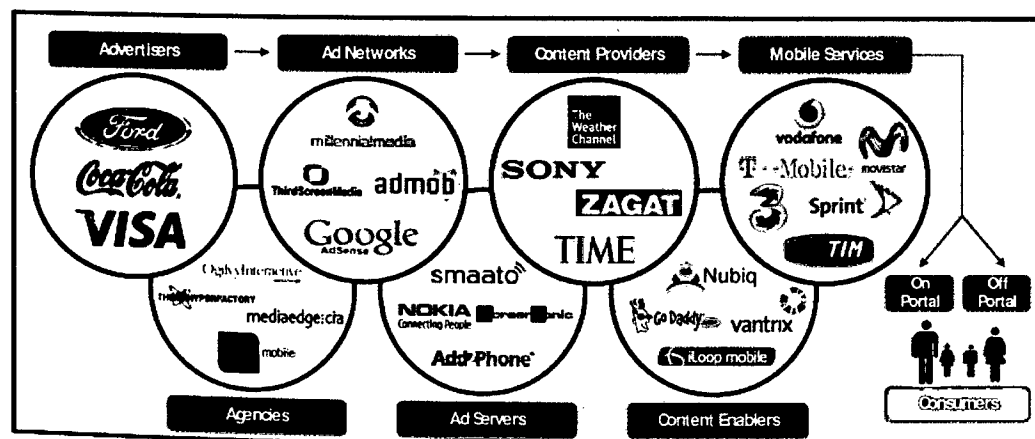 Advertisers
Ad Networks
Content Providers
Mobile Services
Ford
Coca-Cola
VISA
millennialmedia
ThirdScreenMedia
admob
Google
AdSense
The
Weather
Channel
SONY
ZAGAT
TIME
vodafone
T-Mobile
movistar
3
Sprint
TIM
OgilvyInteractive
THE HYPERFACTORY
mediaedge:cia
mobile
smaato
NOKIA
Connecting People
Add2Phone
Nubiq
Go Daddy
vantrix
iLoop mobile
On
Portal
Off
Portal
Consumers
Agencies
Ad Servers
Content Enablers